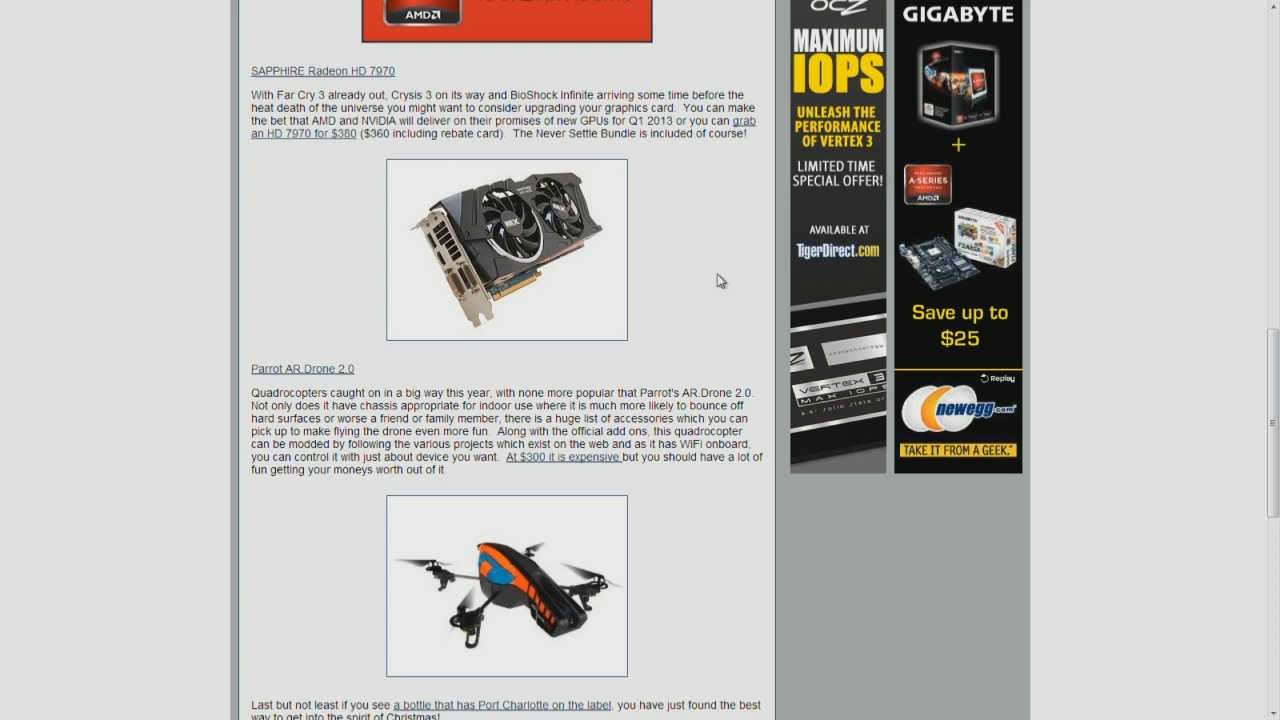 AMD
SAPPHIRE Radeon HD 7970
With Far Cry 3 already out, Crysis 3 on its way and BioShock Infinite arriving some time before the
heat death of the universe you might want to consider upgrading your graphics card.  You can make
the bet that AMD and NVIDIA will deliver on their promises of new GPUs for Q1 2013 or you can grab
an HD 7970 for $380 ($360 including rebate card).  The Never Settle Bundle is included of course!
Parrot AR.Drone 2.0
Quadrocopters caught on in a big way this year, with none more popular that Parrot's AR.Drone 2.0.
Not only does it have chassis appropriate for indoor use where it is much more likely to bounce off
hard surfaces or worse a friend or family member, there is a huge list of accessories which you can
pick up to make flying the drone even more fun.  Along with the official add ons, this quadrocopter
can be modded by following the various projects which exist on the web and as it has WiFi onboard,
you can control it with just about device you want.  At $300 it is expensive but you should have a lot of
fun getting your moneys worth out of it.
Last but not least if you see a bottle that has Port Charlotte on the label, you have just found the best
way to get into the spirit of Christmas!
OCZ
MAXIMUM
IOPS
UNLEASH THE
PERFORMANCE
OF VERTEX 3
LIMITED TIME
SPECIAL OFFER!
AVAILABLE AT
TigerDirect.com
VERTEX 3
MAX IOPS
GIGABYTE
+
A-SERIES
AMD
GIGABYTE
Save up to
$25
Replay
newegg.com
TAKE IT FROM A GEEK.™